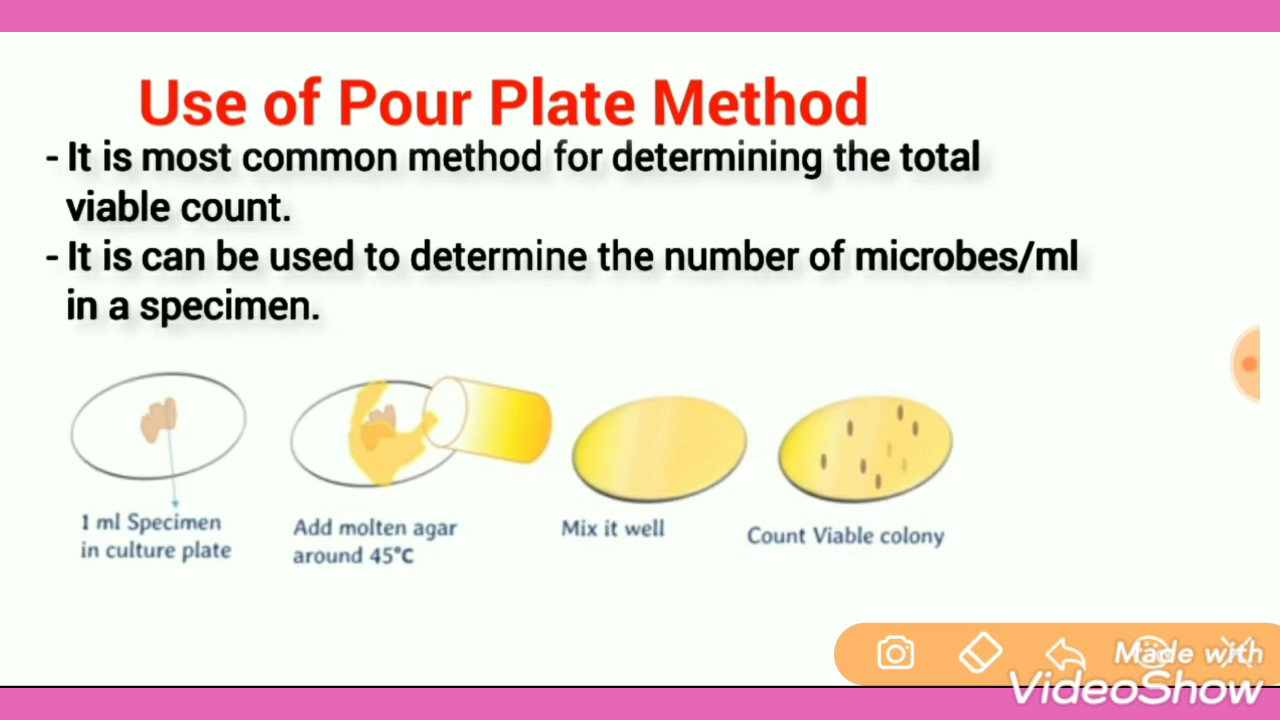 Use of Pour Plate Method
- It is most common method for determining the total
viable count.
- It is can be used to determine the number of microbes/ml
in a specimen.
1 ml Specimen
in culture plate
Add molten agar
around 45°C
Mix it well
Count Viable colony
Made with
VideoShow